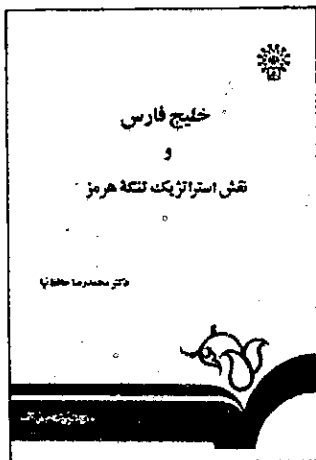 خلیج فارس
و
نقش استراتژیک تنگهٔ هرمز
دکتر محمدرضا حافظ‌نیا